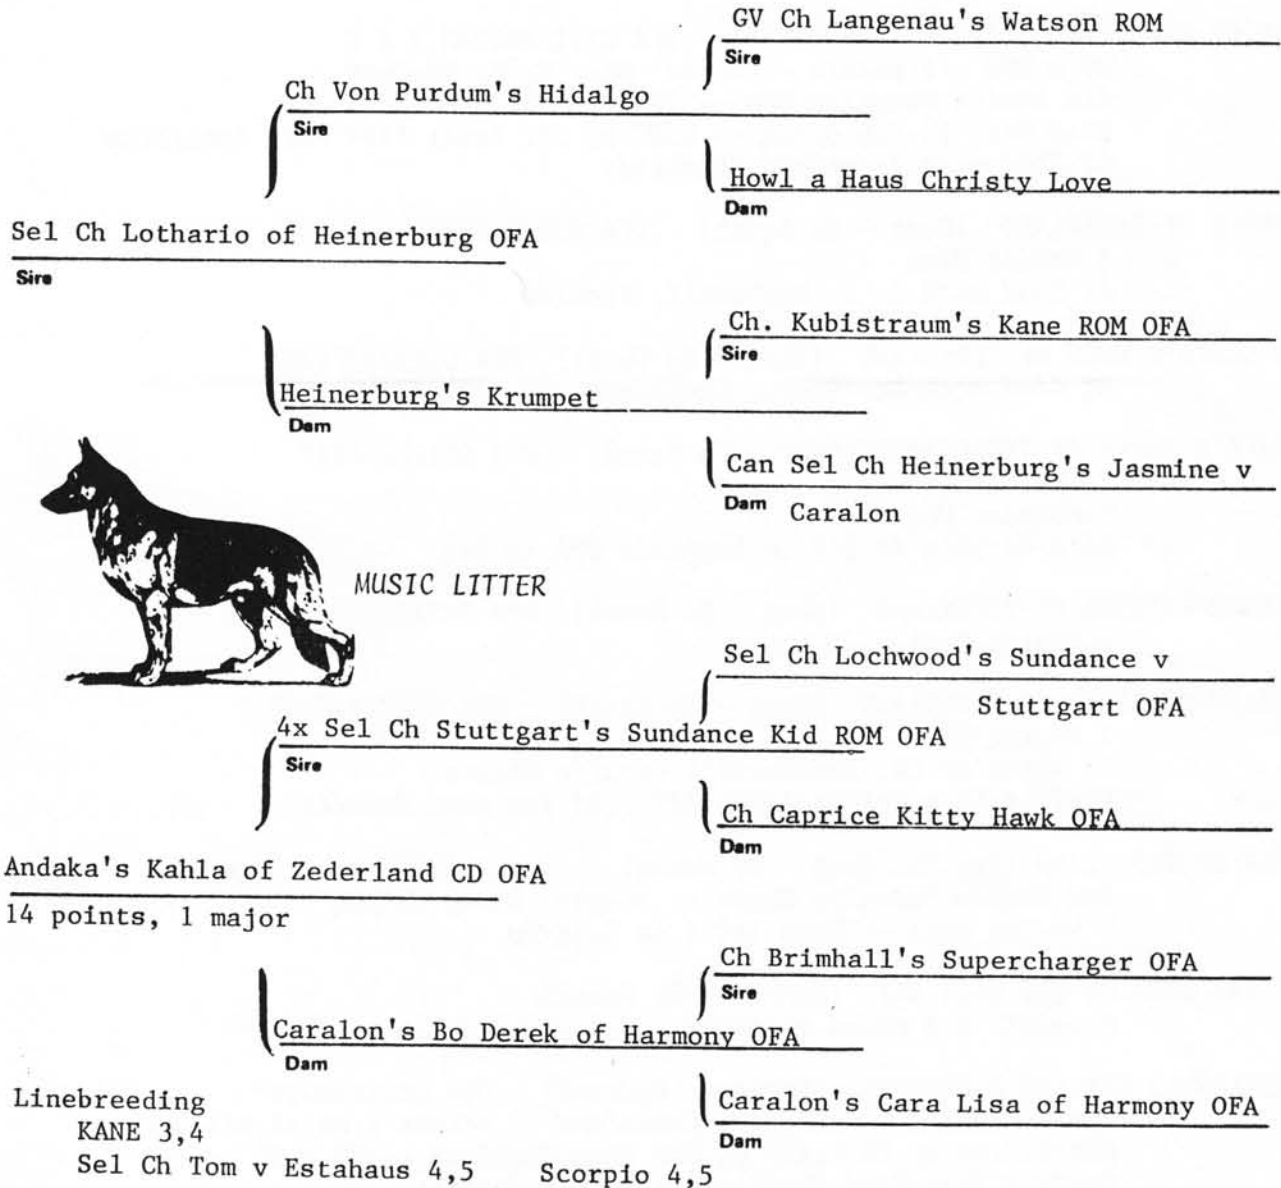 GV Ch Langenau's Watson ROM
Sire
Ch Von Purdum's Hidalgo
Sire
Howl a Haus Christy Love
Dam
Sel Ch Lothario of Heinerburg OFA
Sire
Ch. Kubistraum's Kane ROM OFA
Sire
Heinerburg's Krumpet
Dam
Can Sel Ch Heinerburg's Jasmine v
Dam Caralon
MUSIC LITTER
Sel Ch Lochwood's Sundance v
Stuttgart OFA
4x Sel Ch Stuttgart's Sundance Kid ROM OFA
Sire
Ch Caprice Kitty Hawk OFA
Dam
Andaka's Kahla of Zederland CD OFA
14 points, 1 major
Ch Brimhall's Supercharger OFA
Sire
Caralon's Bo Derek of Harmony OFA
Dam
Caralon's Cara Lisa of Harmony OFA
Dam
Linebreeding
KANE 3,4
Sel Ch Tom v Estahaus 4,5 Scorpio 4,5